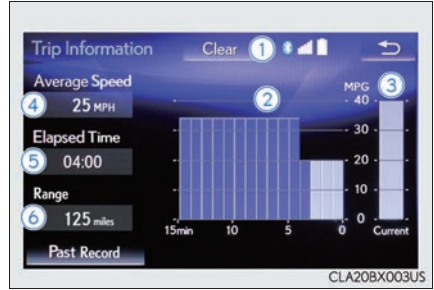 Trip Information
Clear
1
Average Speed
4
25 MPH
Elapsed Time
5
04:00
Range
6
125 miles
Past Record
2
MPG
3
40
30
20
10
0
15min
10
5
0
Current
CLA20BX003US